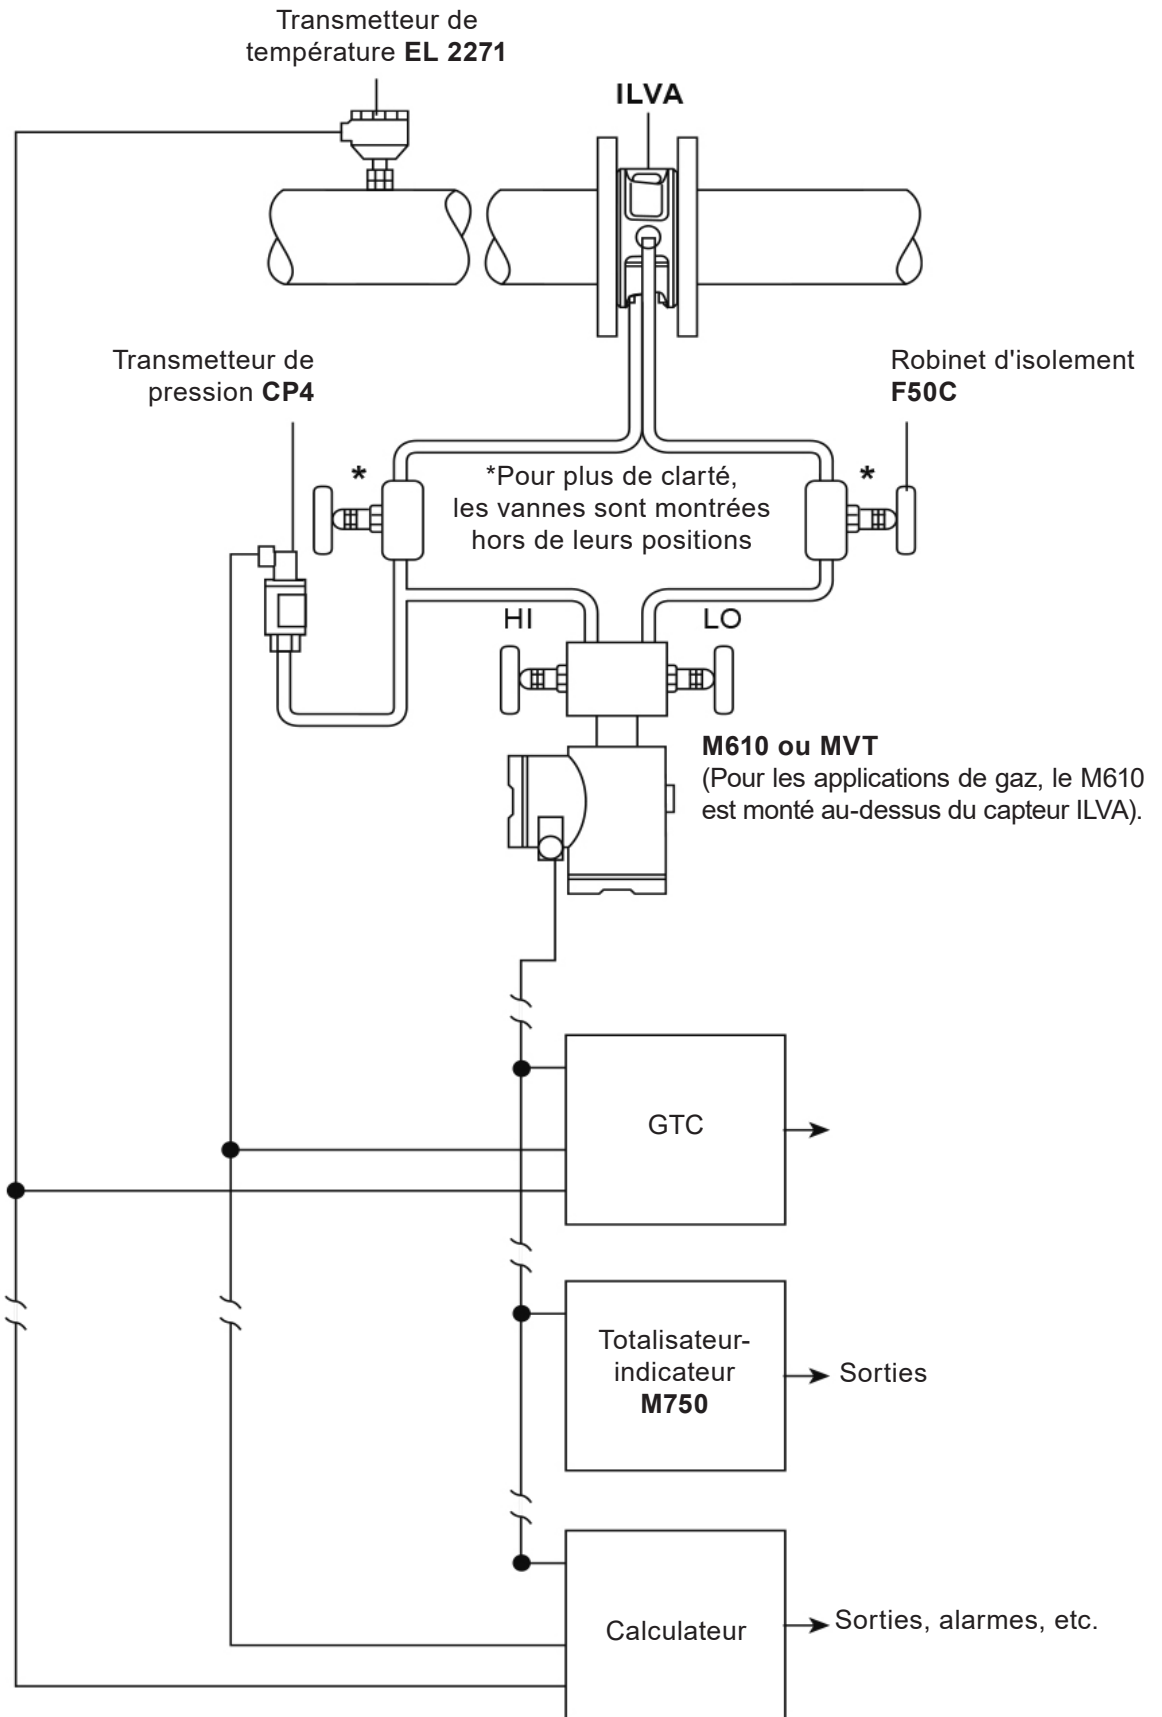 Transmetteur de
température EL 2271
ILVA
Transmetteur de
pression CP4
Robinet d'isolement
F50C
*
*Pour plus de clarté,
les vannes sont montrées
hors de leurs positions
*
HI
LO
M610 ou MVT
(Pour les applications de gaz, le M610
est monté au-dessus du capteur ILVA).
GTC
Totalisateur-
indicateur
M750
Sorties
Calculateur
Sorties, alarmes, etc.